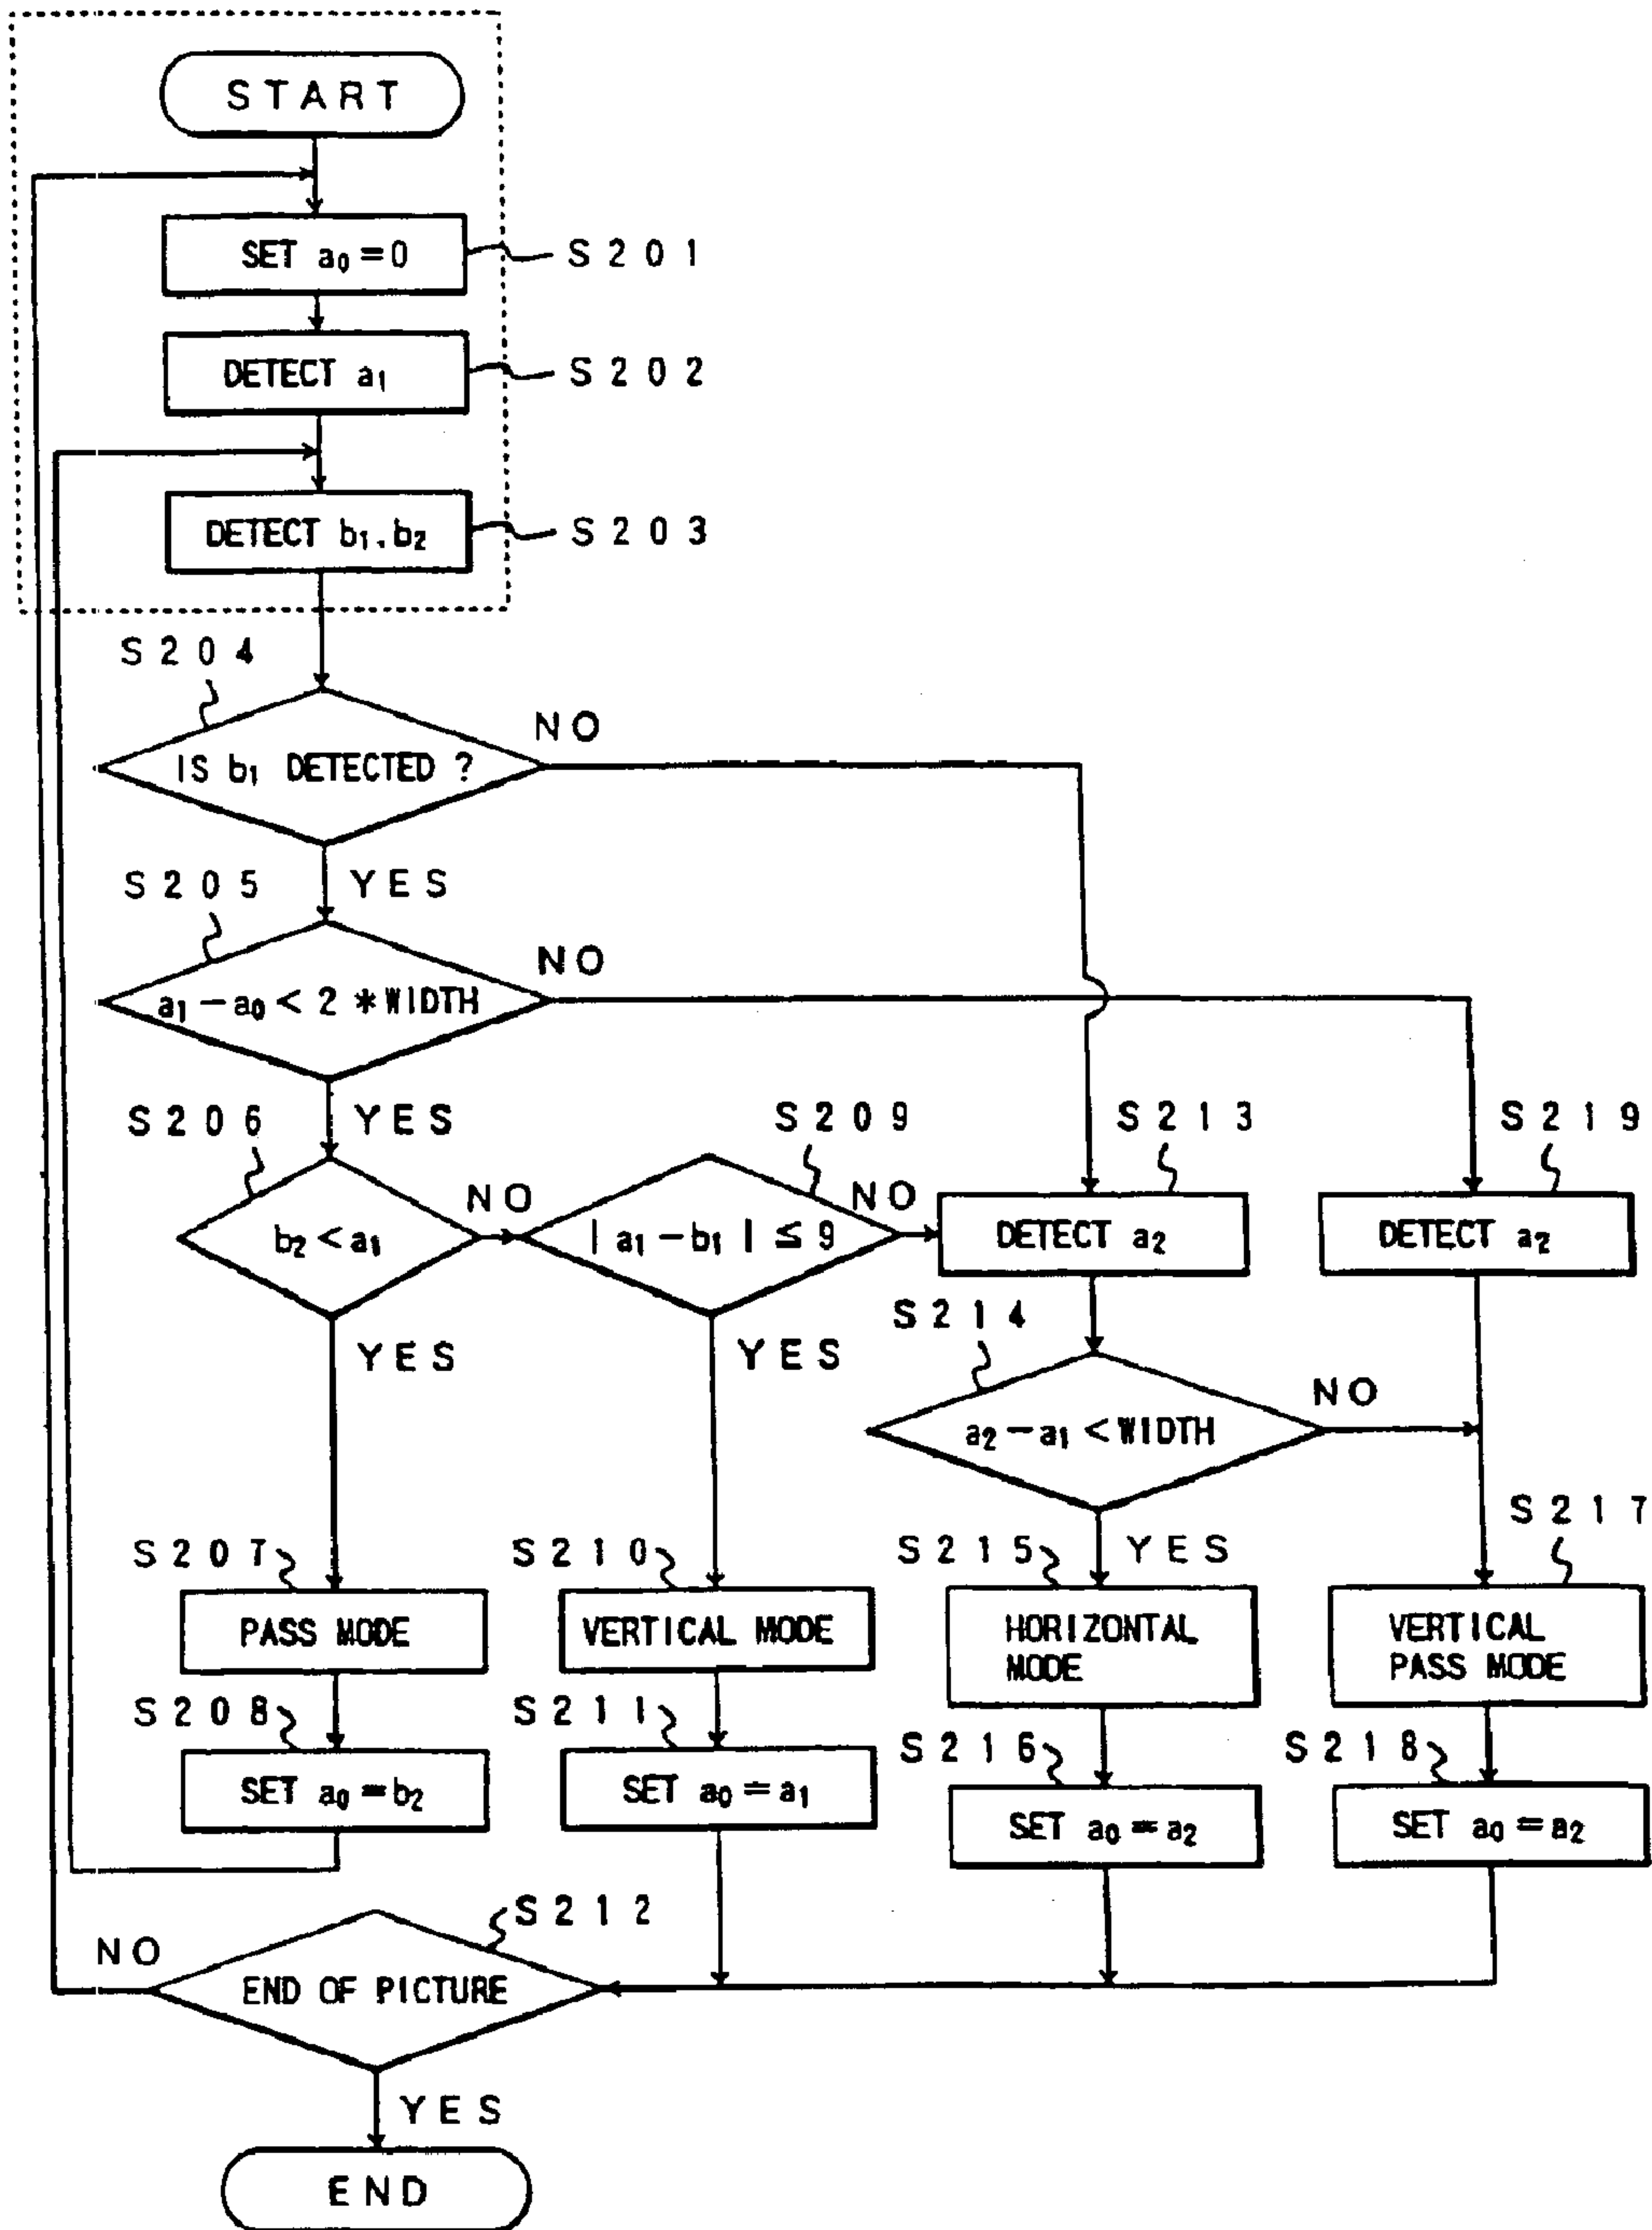 START
SET a₀=0
S201
DETECT a₁
S202
DETECT b₁.b₂
S203
S204
IS b₁ DETECTED ?
NO
YES
S205
a₁-a₀<2*WIDTH
NO
YES
S206
b₂<a₁
NO
YES
S209
|a₁-b₁|≤9
NO
YES
S213
DETECT a₂
S219
DETECT a₂
S214
a₂-a₁<WIDTH
NO
YES
S207
PASS MODE
S210
VERTICAL MODE
S215
HORIZONTAL
MODE
S217
VERTICAL
PASS MODE
S208
SET a₀=b₂
S211
SET a₀=a₁
S216
SET a₀=a₂
S218
SET a₀=a₂
S212
END OF PICTURE
NO
YES
END